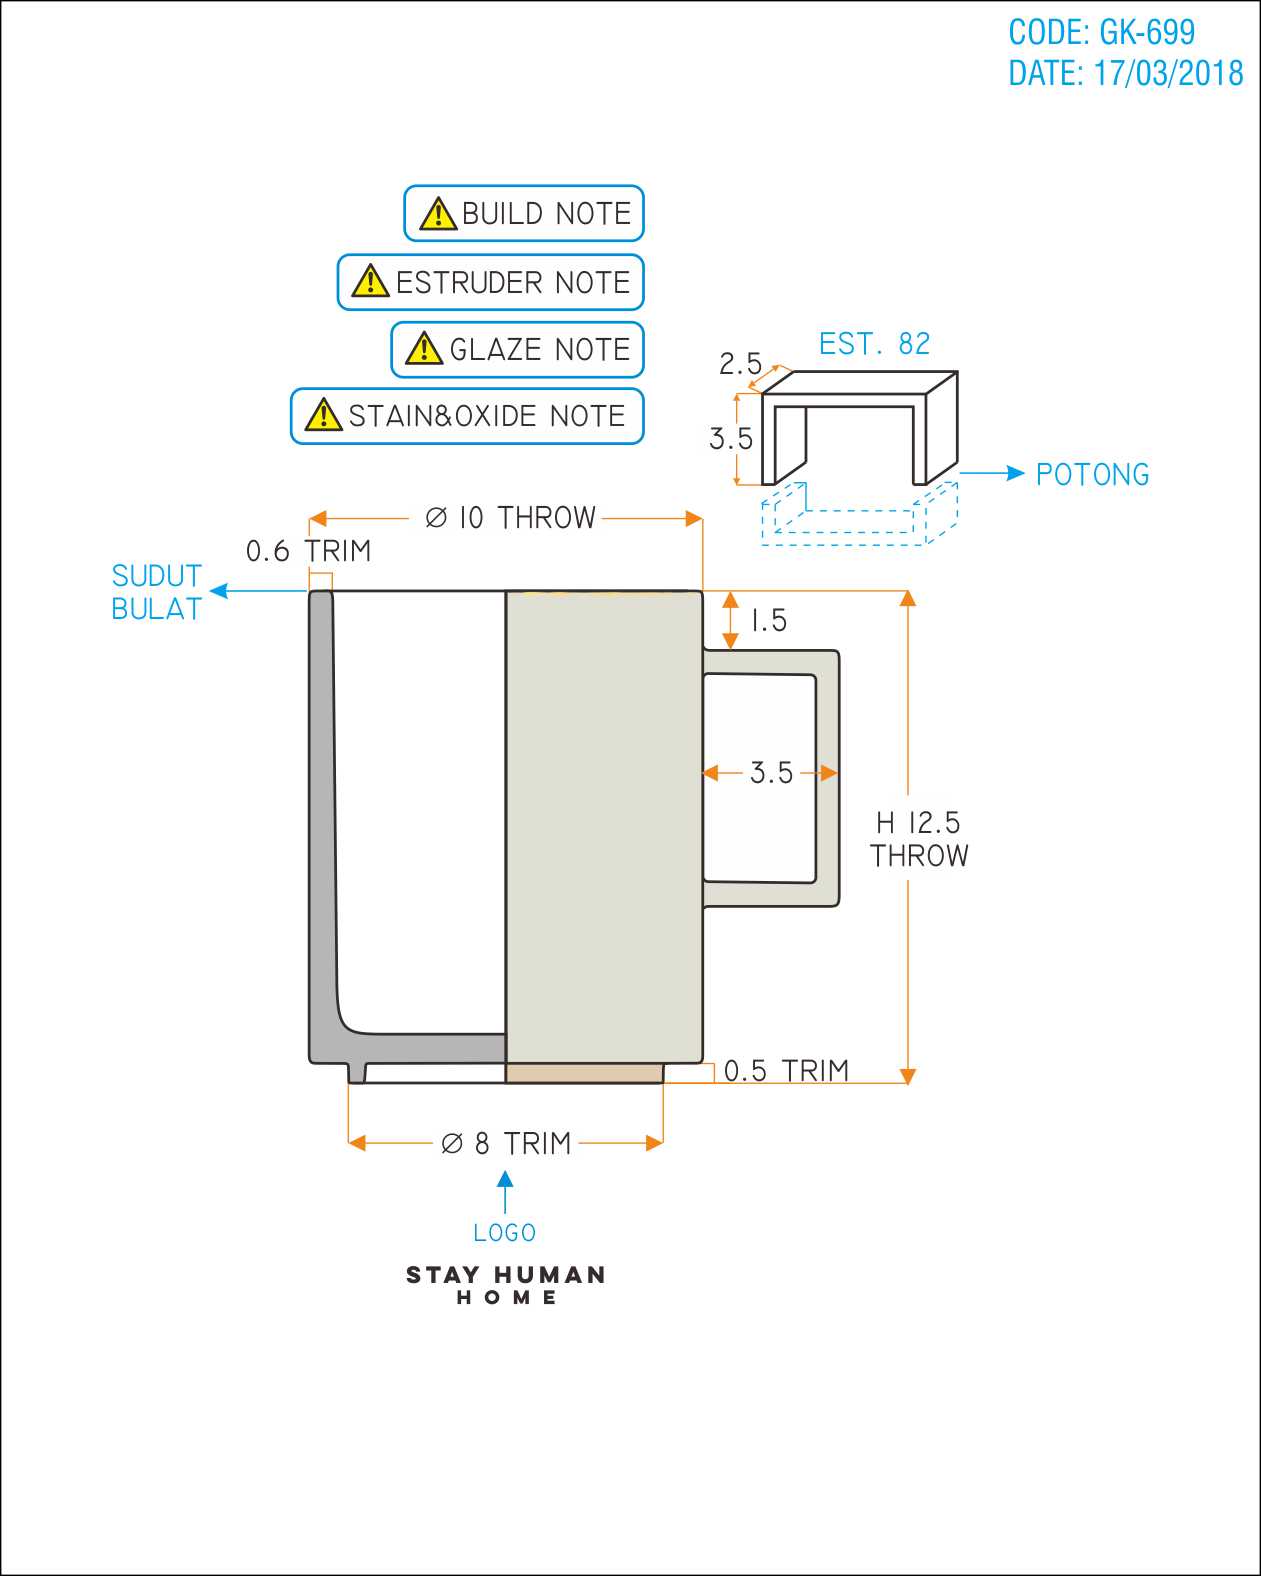 CODE: GK-699
DATE: 17/03/2018
BUILD NOTE
ESTRUDER NOTE
GLAZE NOTE
STAIN&OXIDE NOTE
EST. 82
2.5
3.5
POTONG
Ø 10 THROW
0.6 TRIM
SUDUT
BULAT
1.5
3.5
H 12.5
THROW
0.5 TRIM
Ø 8 TRIM
LOGO
STAY HUMAN
HOME